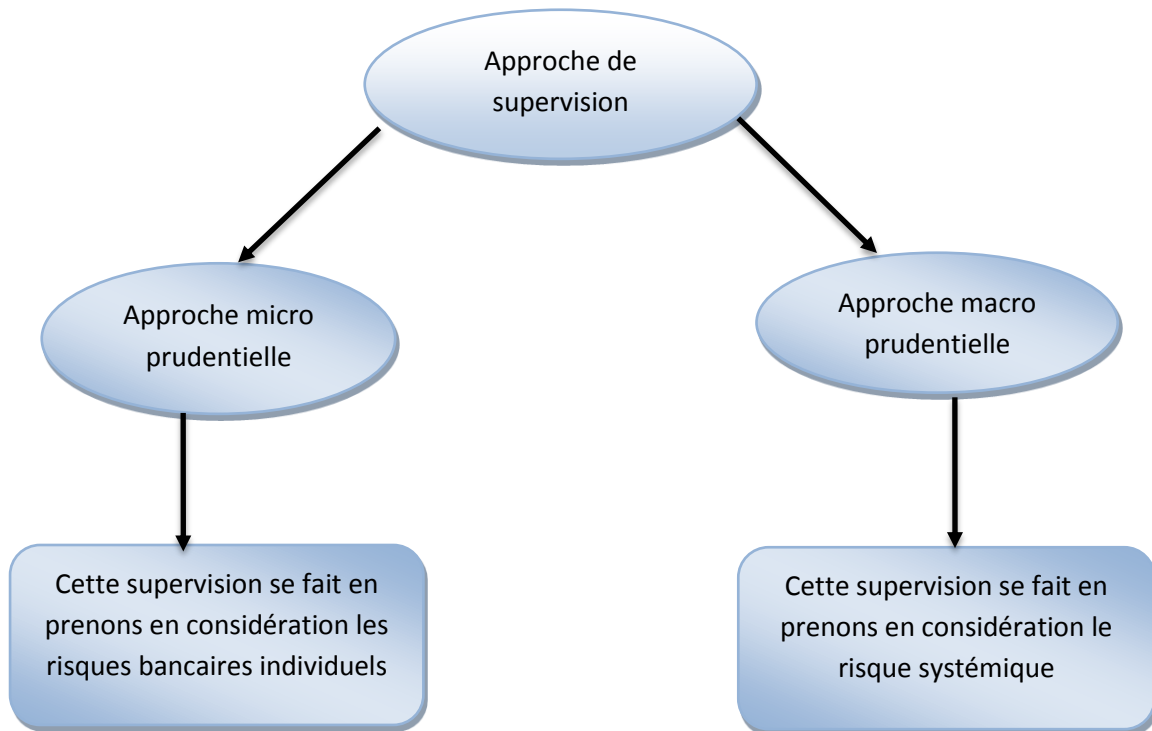 Approche de
supervision
Approche micro
prudentielle
Approche macro
prudentielle
Cette supervision se fait en
prenons en considération les
risques bancaires individuels
Cette supervision se fait en
prenons en considération le
risque systémique